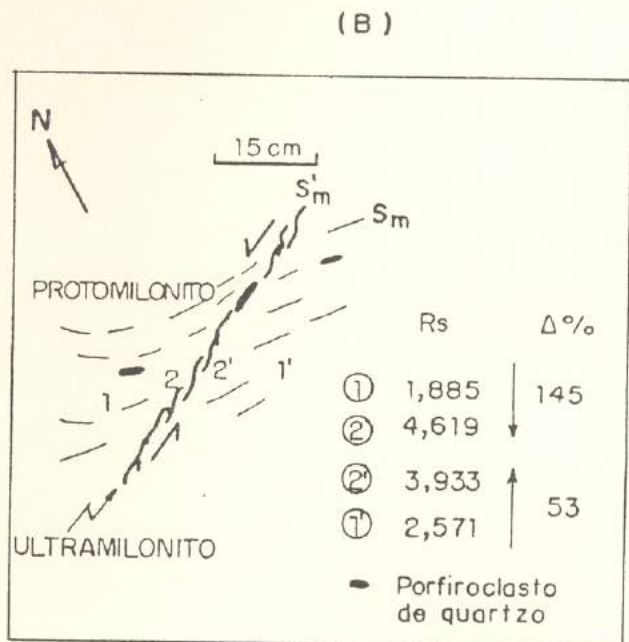 (B)
N
15 cm
S'm
Sm
PROTOMILONITO
Rs Δ%
1 2 2' 1'
① 1,885 145
② 4,619
②' 3,933 53
①' 2,571
ULTRAMILONITO
Porfiroclasto
de quartzo